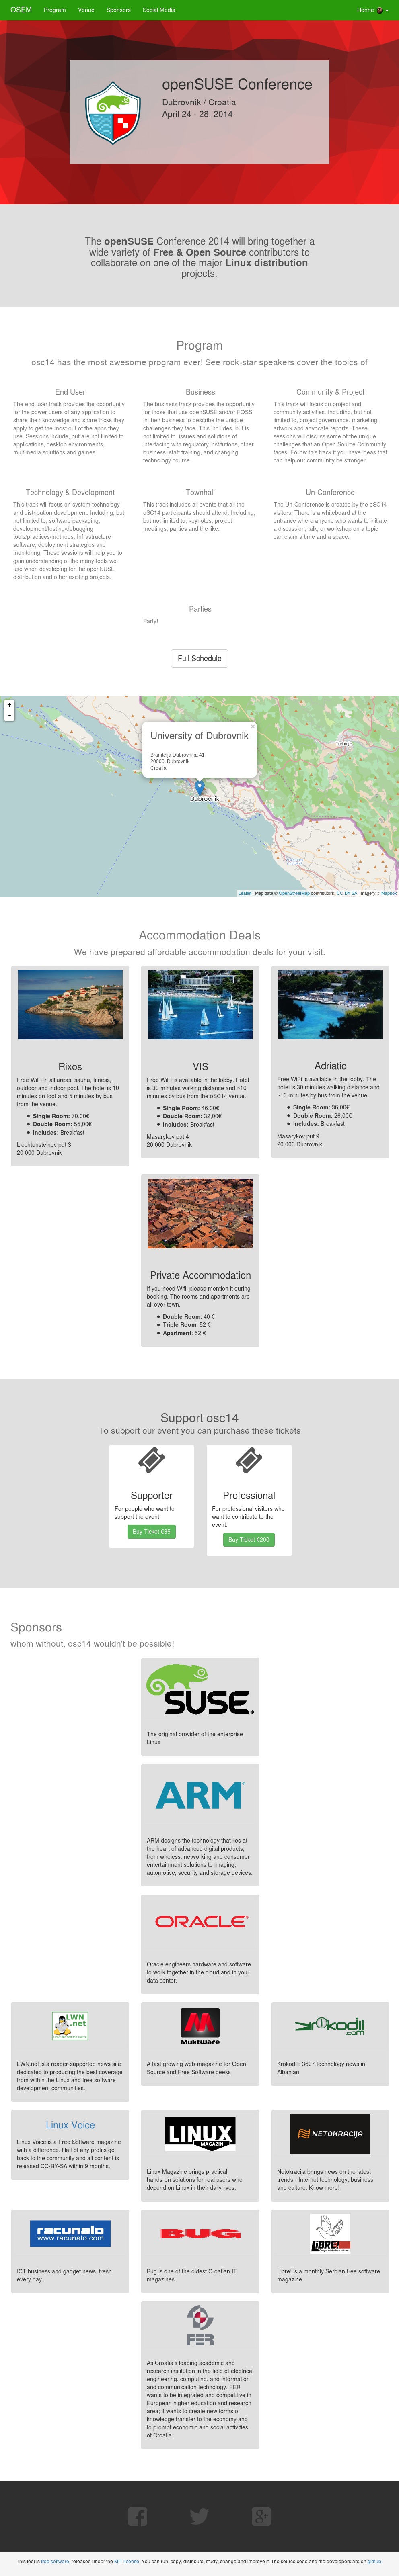 OSEM Program Venue Sponsors Social Media Henne
openSUSE Conference
Dubrovnik / Croatia
April 24 - 28, 2014
The openSUSE Conference 2014 will bring together a
wide variety of Free & Open Source contributors to
collaborate on one of the major Linux distribution
projects.
Program
osc14 has the most awesome program ever! See rock-star speakers cover the topics of
End User
The end user track provides the opportunity
for the power users of any application to
share their knowledge and share tricks they
apply to get the most out of the apps they
use. Sessions include, but are not limited to,
applications, desktop environments,
multimedia solutions and games.
Business
The business track provides the opportunity
for those that use openSUSE and/or FOSS
in their business to describe the unique
challenges they face. This includes, but is
not limited to, issues and solutions of
interfacing with regulatory institutions, other
business, staff training, and changing
technology course.
Community & Project
This track will focus on project and
community activities. Including, but not
limited to, project governance, marketing,
artwork and advocate reports. These
sessions will discuss some of the unique
challenges that an Open Source Community
faces. Follow this track if you have ideas that
can help our community be stronger.
Technology & Development
This track will focus on system technology
and distribution development. Including, but
not limited to, software packaging,
development/testing/debugging
tools/practices/methods. Infrastructure
software, deployment strategies and
monitoring. These sessions will help you to
gain understanding of the many tools we
use when developing for the openSUSE
distribution and other exciting projects.
Townhall
This track includes all events that all the
oSC14 participants should attend. Including,
but not limited to, keynotes, project
meetings, parties and the like.
Un-Conference
The Un-Conference is created by the oSC14
visitors. There is a whiteboard at the
entrance where anyone who wants to initiate
a discussion, talk, or workshop on a topic
can claim a time and a space.
Parties
Party!
Full Schedule
+
-
×
University of Dubrovnik
Branitelja Dubrovnika 41
20000, Dubrovnik
Croatia
Trebinje
Dubrovnik
Leaflet | Map data © OpenStreetMap contributors, CC-BY-SA, Imagery © Mapbox
Accommodation Deals
We have prepared affordable accommodation deals for your visit.
Rixos
Free WiFi in all areas, sauna, fitness,
outdoor and indoor pool. The hotel is 10
minutes on foot and 5 minutes by bus
from the venue.
Single Room: 70,00€
Double Room: 55,00€
Includes: Breakfast
Liechtensteinov put 3
20 000 Dubrovnik
VIS
Free WiFi is available in the lobby. Hotel
is 30 minutes walking distance and ~10
minutes by bus from the oSC14 venue.
Single Room: 46,00€
Double Room: 32,00€
Includes: Breakfast
Masarykov put 4
20 000 Dubrovnik
Adriatic
Free WiFi is available in the lobby. The
hotel is 30 minutes walking distance and
~10 minutes by bus from the venue.
Single Room: 36,00€
Double Room: 26,00€
Includes: Breakfast
Masarykov put 9
20 000 Dubrovnik
Private Accommodation
If you need Wifi, please mention it during
booking. The rooms and apartments are
all over town.
Double Room: 40 €
Triple Room: 52 €
Apartment: 52 €
Support osc14
To support our event you can purchase these tickets
Supporter
For people who want to
support the event
Buy Ticket €35
Professional
For professional visitors who
want to contribute to the
event.
Buy Ticket €200
Sponsors
whom without, osc14 wouldn't be possible!
SUSE®
The original provider of the enterprise
Linux
ARM®
ARM designs the technology that lies at
the heart of advanced digital products,
from wireless, networking and consumer
entertainment solutions to imaging,
automotive, security and storage devices.
ORACLE®
Oracle engineers hardware and software
to work together in the cloud and in your
data center.
LWN
.net
LWN.net is a reader-supported news site
dedicated to producing the best coverage
from within the Linux and free software
development communities.
Muktware
A fast growing web-magazine for Open
Source and Free Software geeks
Krokodili
.com
Krokodili: 360° technology news in
Albanian
Linux Voice
Linux Voice is a Free Software magazine
with a difference. Half of any profits go
back to the community and all content is
released CC-BY-SA within 9 months.
LINUX
MAGAZIN
Linux Magazine brings practical,
hands-on solutions for real users who
depend on Linux in their daily lives.
NETOKRACIJA
Netokracija brings news on the latest
trends - Internet technology, business
and culture. Know more!
racunalo
www.racunalo.com
ICT business and gadget news, fresh
every day.
BUG
Bug is one of the oldest Croatian IT
magazines.
LiBRE!
Libre! is a monthly Serbian free software
magazine.
FER
As Croatia's leading academic and
research institution in the field of electrical
engineering, computing, and information
and communication technology, FER
wants to be integrated and competitive in
European higher education and research
area; it wants to create new forms of
knowledge transfer to the economy and
to prompt economic and social activities
of Croatia.
This tool is free software, released under the MIT license. You can run, copy, distribute, study, change and improve it. The source code and the developers are on github.